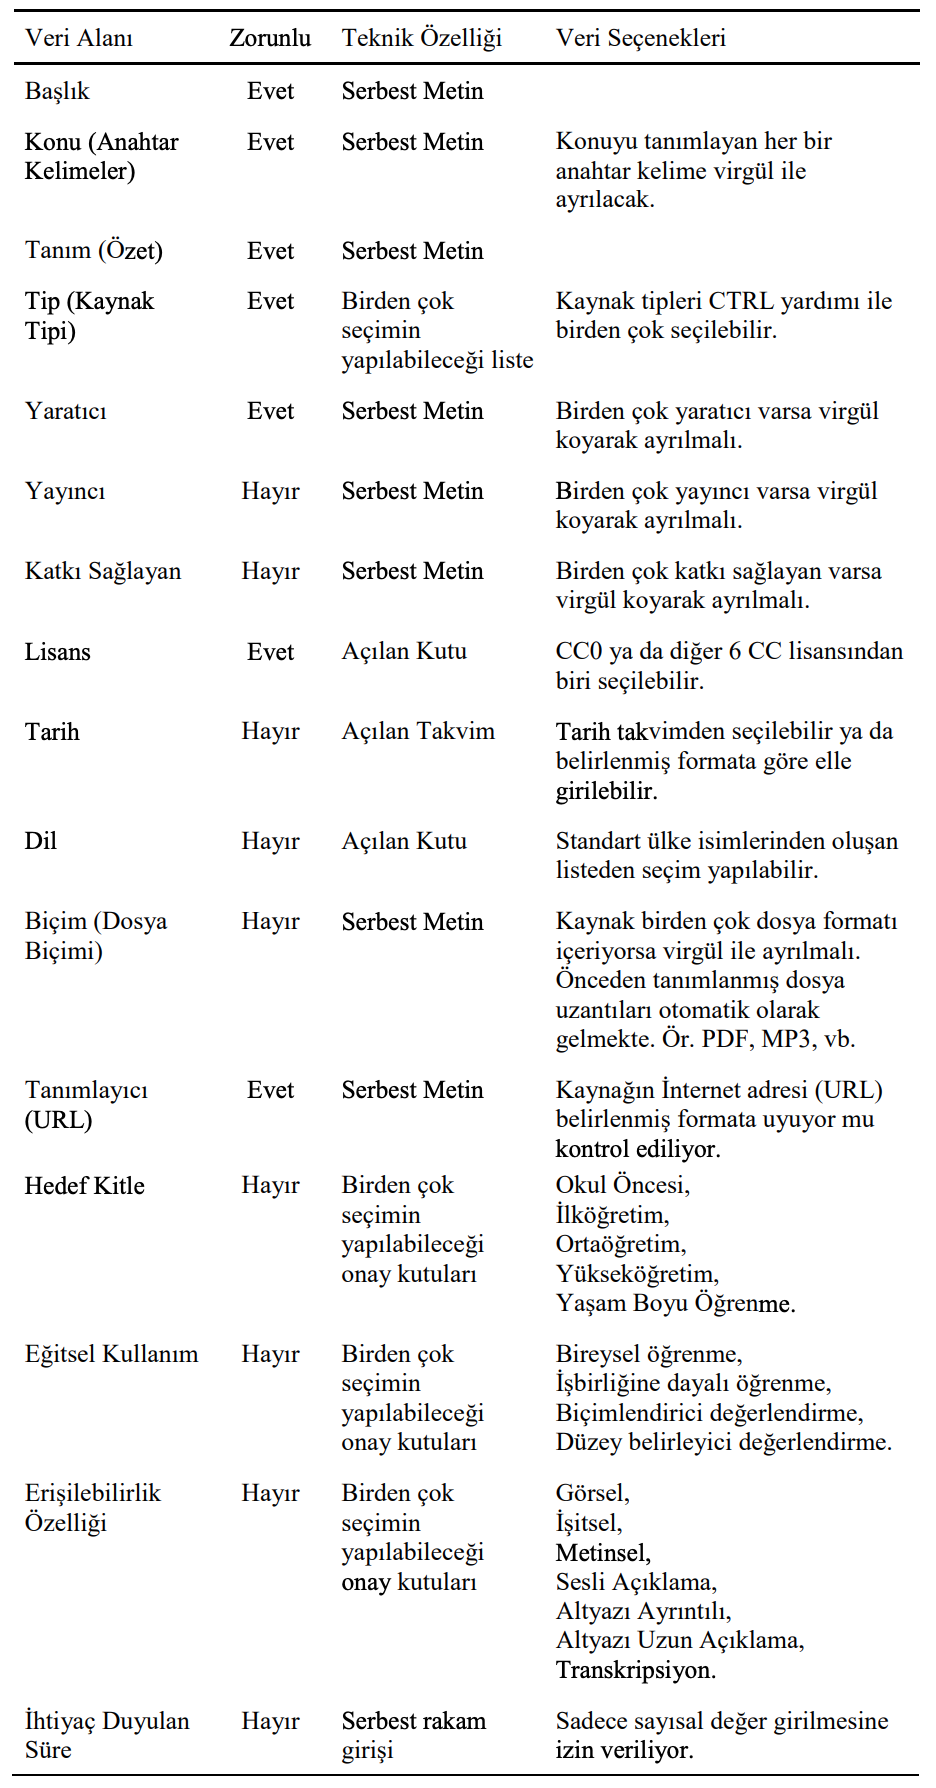 Veri Alanı Zorunlu Teknik Özelliği Veri Seçenekleri
Başlık Evet Serbest Metin
Konu (Anahtar Evet Serbest Metin Konuyu tanımlayan her bir
Kelimeler) anahtar kelime virgül ile
ayrılacak.
Tanım (Özet) Evet Serbest Metin
Tip (Kaynak Evet Birden çok Kaynak tipleri CTRL yardımı ile
Tipi) seçimin birden çok seçilebilir.
yapılabileceği liste
Yaratıcı Evet Serbest Metin Birden çok yaratıcı varsa virgül
koyarak ayrılmalı.
Yayıncı Hayır Serbest Metin Birden çok yayıncı varsa virgül
koyarak ayrılmalı.
Katkı Sağlayan Hayır Serbest Metin Birden çok katkı sağlayan varsa
virgül koyarak ayrılmalı.
Lisans Evet Açılan Kutu CC0 ya da diğer 6 CC lisansından
biri seçilebilir.
Tarih Hayır Açılan Takvim Tarih takvimden seçilebilir ya da
belirlenmiş formata göre elle
girilebilir.
Dil Hayır Açılan Kutu Standart ülke isimlerinden oluşan
listeden seçim yapılabilir.
Biçim (Dosya Hayır Serbest Metin Kaynak birden çok dosya formatı
Biçimi) içeriyorsa virgül ile ayrılmalı.
Önceden tanımlanmış dosya
uzantıları otomatik olarak
gelmekte. Ör. PDF, MP3, vb.
Tanımlayıcı Evet Serbest Metin Kaynağın İnternet adresi (URL)
(URL) belirlenmiş formata uyuyor mu
kontrol ediliyor.
Hedef Kitle Hayır Birden çok Okul Öncesi,
seçimin İlköğretim,
yapılabileceği Ortaöğretim,
onay kutuları Yükseköğretim,
Yaşam Boyu Öğrenme.
Eğitsel Kullanım Hayır Birden çok Bireysel öğrenme,
seçimin İşbirliğine dayalı öğrenme,
yapılabileceği Biçimlendirici değerlendirme,
onay kutuları Düzey belirleyici değerlendirme.
Erişilebilirlik Hayır Birden çok Görsel,
Özelliği seçimin İşitsel,
yapılabileceği Metinsel,
onay kutuları Sesli Açıklama,
Altyazı Ayrıntılı,
Altyazı Uzun Açıklama,
Transkripsiyon.
İhtiyaç Duyulan Hayır Serbest rakam Sadece sayısal değer girilmesine
Süre girişi izin veriliyor.